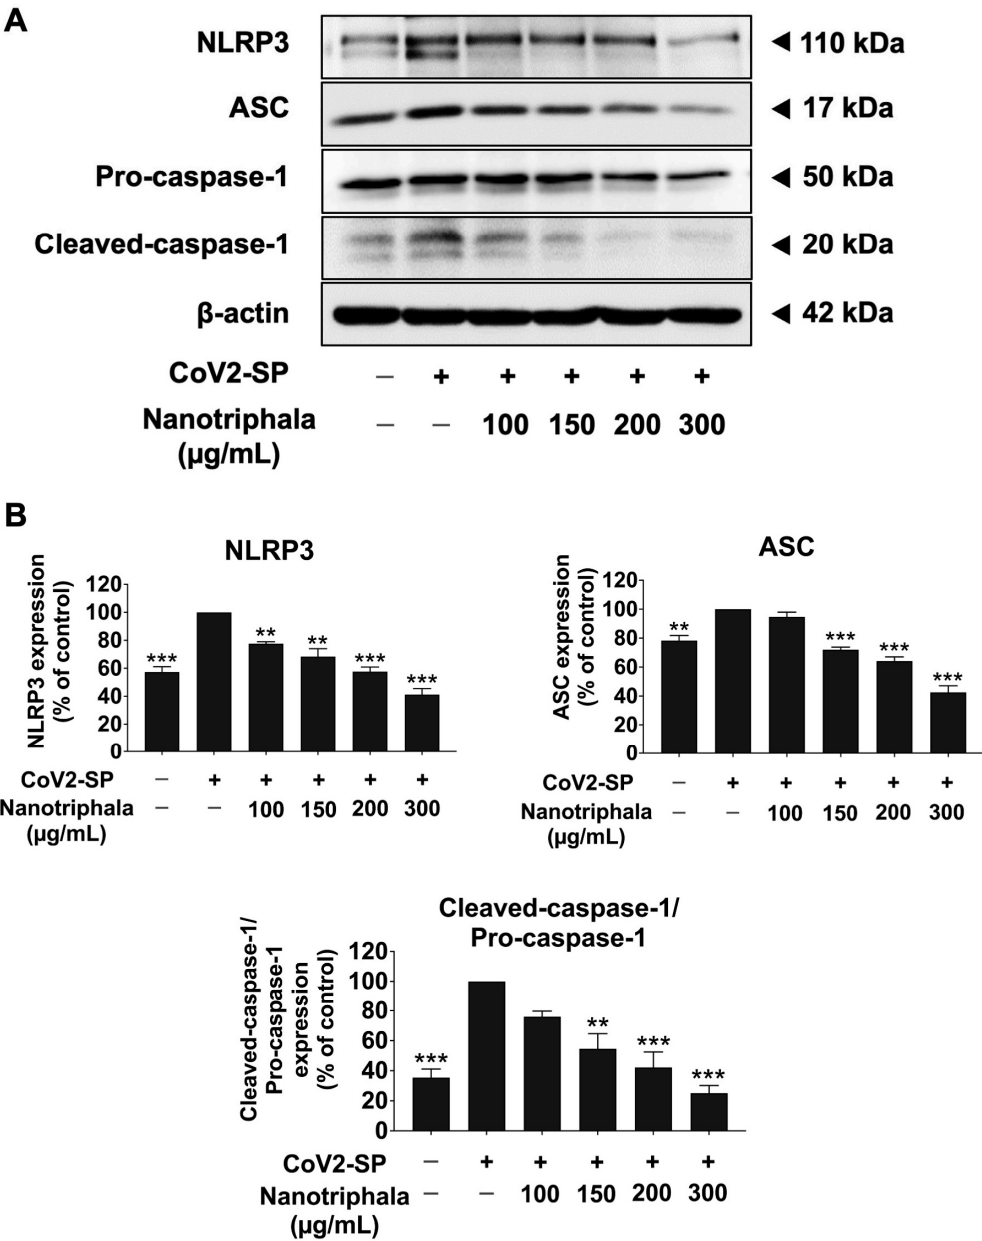 A
NLRP3 ◄ 110 kDa
ASC ◄ 17 kDa
Pro-caspase-1 ◄ 50 kDa
Cleaved-caspase-1 ◄ 20 kDa
β-actin ◄ 42 kDa
CoV2-SP – + + + + +
Nanotriphala – – 100 150 200 300
(µg/mL)
B
NLRP3
NLRP3 expression
(% of control)
120
100
80
60
40
20
0
*** ** ** *** ***
CoV2-SP – + + + + +
Nanotriphala – – 100 150 200 300
(µg/mL)
ASC
ASC expression
(% of control)
120
100
80
60
40
20
0
** *** *** ***
CoV2-SP – + + + + +
Nanotriphala – – 100 150 200 300
(µg/mL)
Cleaved-caspase-1/
Pro-caspase-1
Cleaved-caspase-1/
Pro-caspase-1
expression
(% of control)
120
100
80
60
40
20
0
*** ** *** ***
CoV2-SP – + + + + +
Nanotriphala – – 100 150 200 300
(µg/mL)